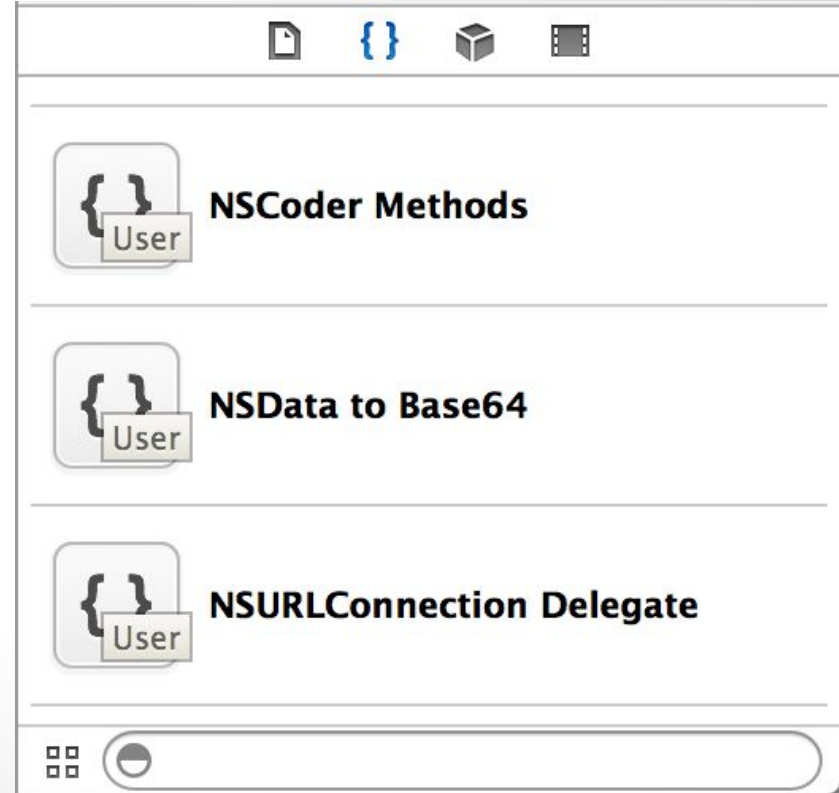 { }
{ }
User
NSCoder Methods
{ }
User
NSData to Base64
{ }
User
NSURLConnection Delegate